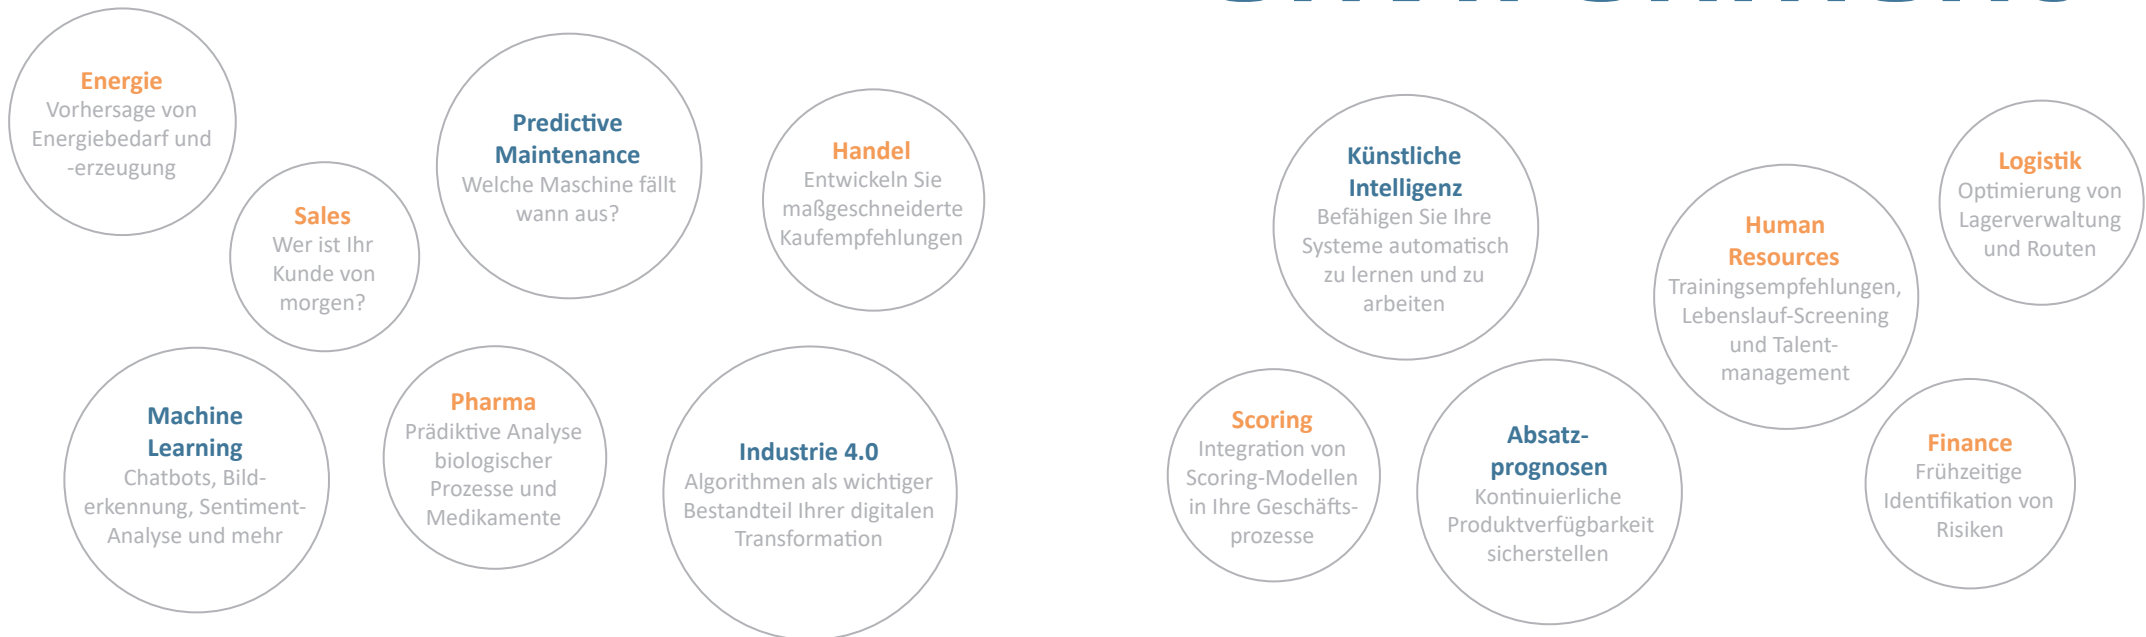 Energie
Vorhersage von
Energiebedarf und
-erzeugung
Sales
Wer ist Ihr
Kunde von
morgen?
Predictive
Maintenance
Welche Maschine fällt
wann aus?
Handel
Entwickeln Sie
maßgeschneiderte
Kaufempfehlungen
Machine
Learning
Chatbots, Bild-
erkennung, Sentiment-
Analyse und mehr
Pharma
Prädiktive Analyse
biologischer
Prozesse und
Medikamente
Industrie 4.0
Algorithmen als wichtiger
Bestandteil Ihrer digitalen
Transformation
Künstliche
Intelligenz
Befähigen Sie Ihre
Systeme automatisch
zu lernen und zu
arbeiten
Human
Resources
Trainingsempfehlungen,
Lebenslauf-Screening
und Talent-
management
Logistik
Optimierung von
Lagerverwaltung
und Routen
Scoring
Integration von
Scoring-Modellen
in Ihre Geschäfts-
prozesse
Absatz-
prognosen
Kontinuierliche
Produktverfügbarkeit
sicherstellen
Finance
Frühzeitige
Identifikation von
Risiken